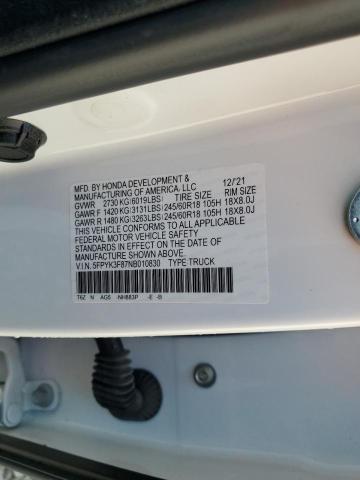 MFD. BY HONDA DEVELOPMENT &
MANUFACTURING OF AMERICA, LLC 12/'21
GVWR 2730 KG(6019LBS) TIRE SIZE RIM SIZE
GAWR F 1420 KG(3131LBS)245/60R18 105H 18X8.0J
GAWR R 1480 KG(3263LBS)245/60R18 105H 18X8.0J
THIS VEHICLE CONFORMS TO ALL APPLICABLE U.S.
FEDERAL MOTOR VEHICLE SAFETY
STANDARDS IN EFFECT ON THE DATE OF
MANUFACTURE SHOWN ABOVE.
V.I.N. 5FPYK3F87NB010830 TYPE:TRUCK
T6Z N AG5 -NH883P -E -B